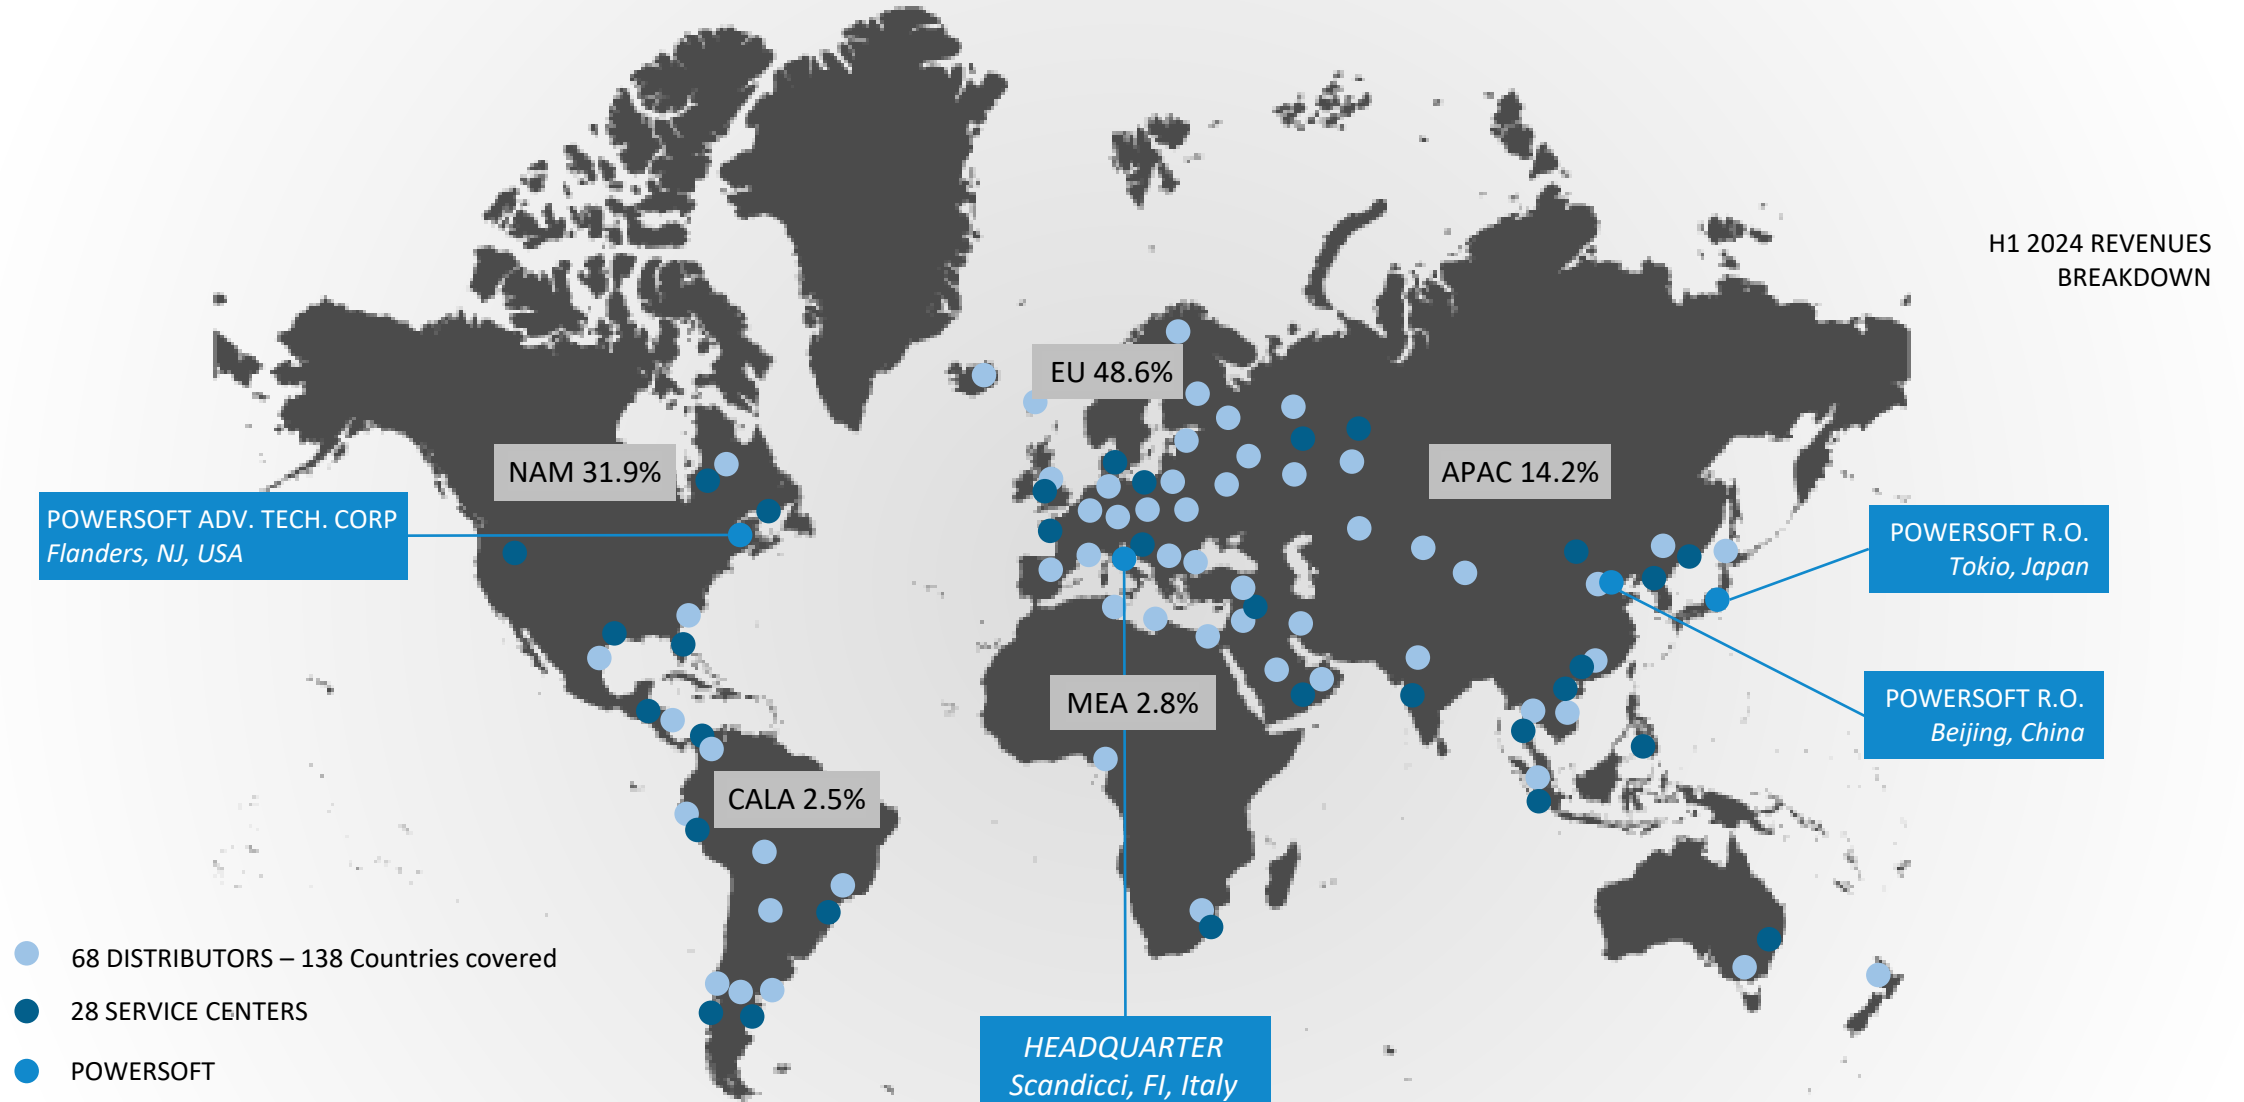 H1 2024 REVENUES
BREAKDOWN
EU 48.6%
NAM 31.9%
APAC 14.2%
POWERSOFT ADV. TECH. CORP
Flanders, NJ, USA
POWERSOFT R.O.
Tokio, Japan
MEA 2.8%
POWERSOFT R.O.
Beijing, China
CALA 2.5%
68 DISTRIBUTORS – 138 Countries covered
28 SERVICE CENTERS
POWERSOFT
HEADQUARTER
Scandicci, FI, Italy